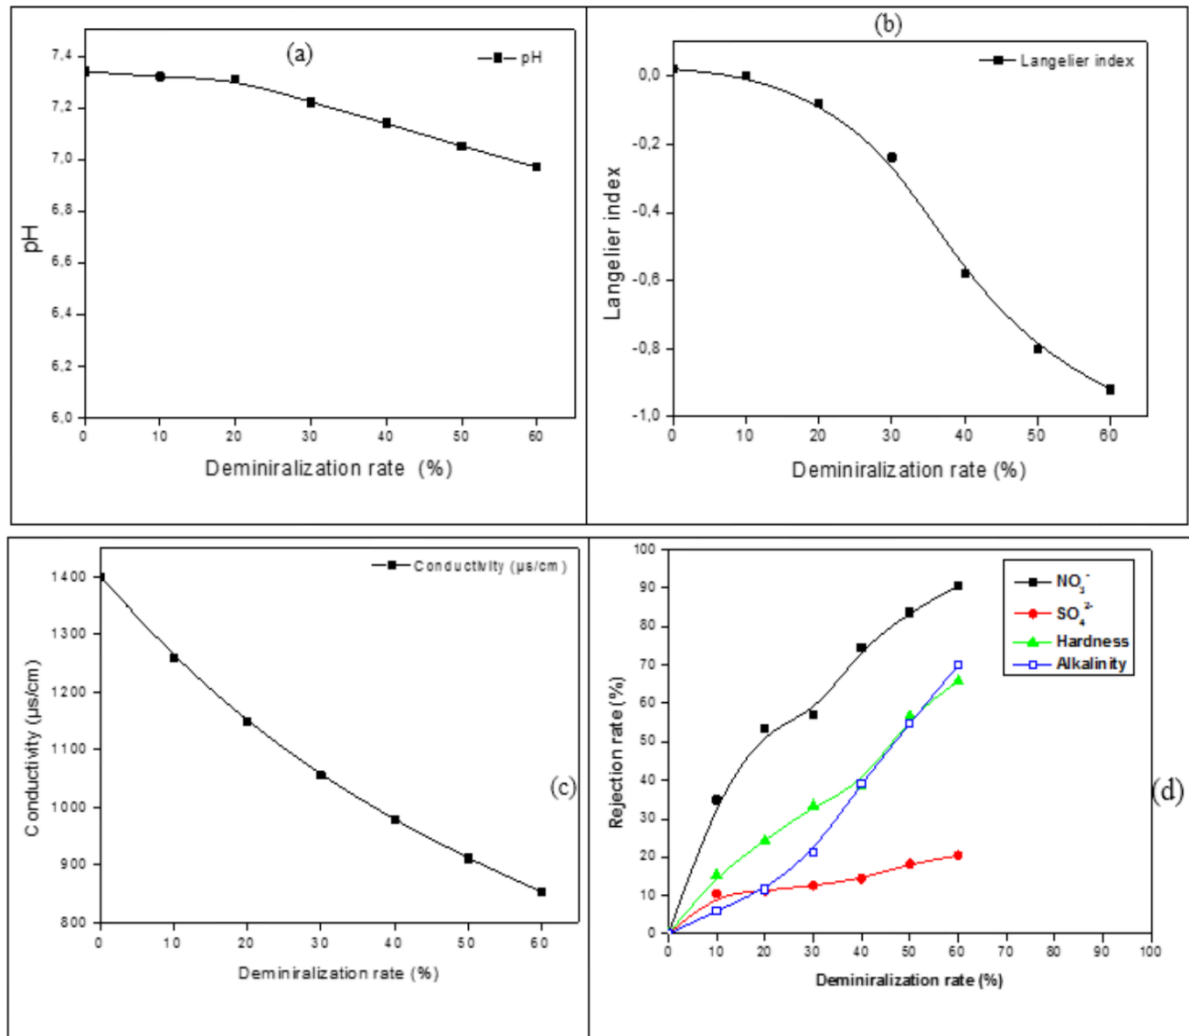 (a)
pH
7,4
7,2
7,0
6,8
6,6
6,4
6,2
6,0
pH
0 10 20 30 40 50 60
Deminiralization rate (%)
(b)
Langelier index
0,0
-0,2
-0,4
-0,6
-0,8
-1,0
Langelier index
0 10 20 30 40 50 60
Deminiralization rate (%)
Conductivity (µs/cm)
1400
1300
1200
1100
1000
900
800
Conductivity (µs/cm)
(c)
0 10 20 30 40 50 60
Deminiralization rate (%)
100
90
80
70
60
50
40
30
20
10
0
Rejection rate (%)
NO₃⁻
SO₄²⁻
Hardness
Alkalinity
(d)
0 10 20 30 40 50 60 70 80 90 100
Deminiralization rate (%)